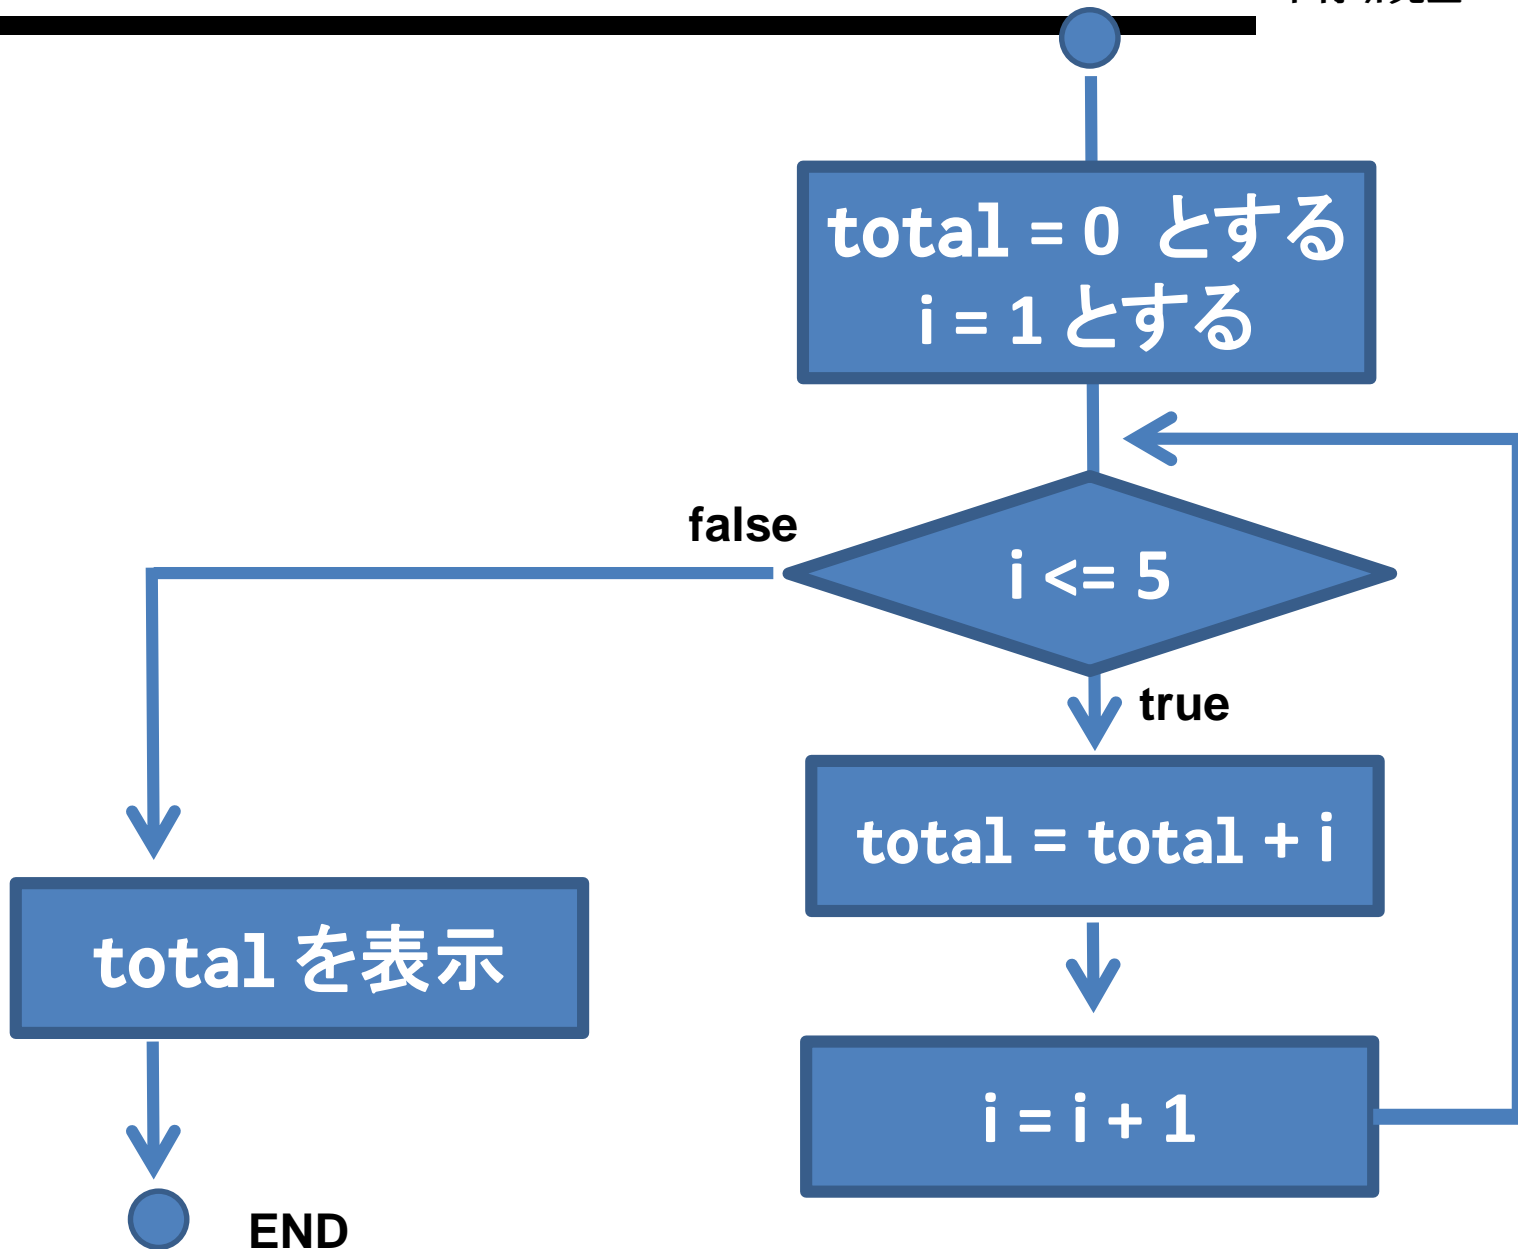 total = 0 とする
i = 1 とする
false
i <= 5
true
total = total + i
total を表示
i = i + 1
END